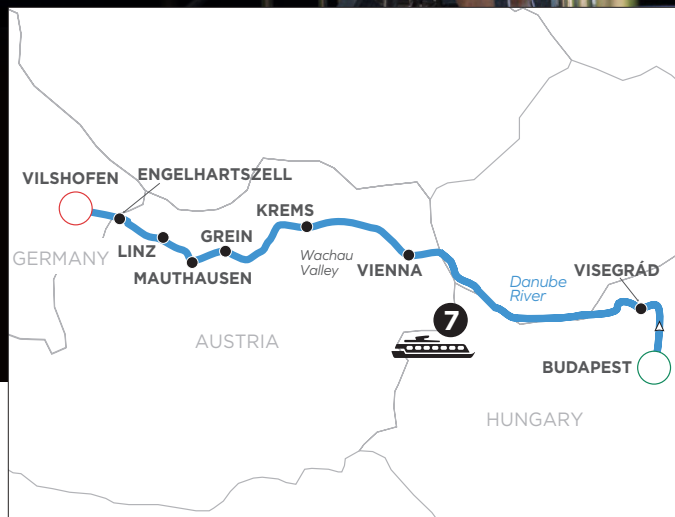 VILSHOFEN
ENGELHARTSZELL
KREMS
GREIN
LINZ
GERMANY
MAUTHAUSEN
Wachau
Valley
VIENNA
Danube
River
VISEGRÁD
7
AUSTRIA
BUDAPEST
HUNGARY